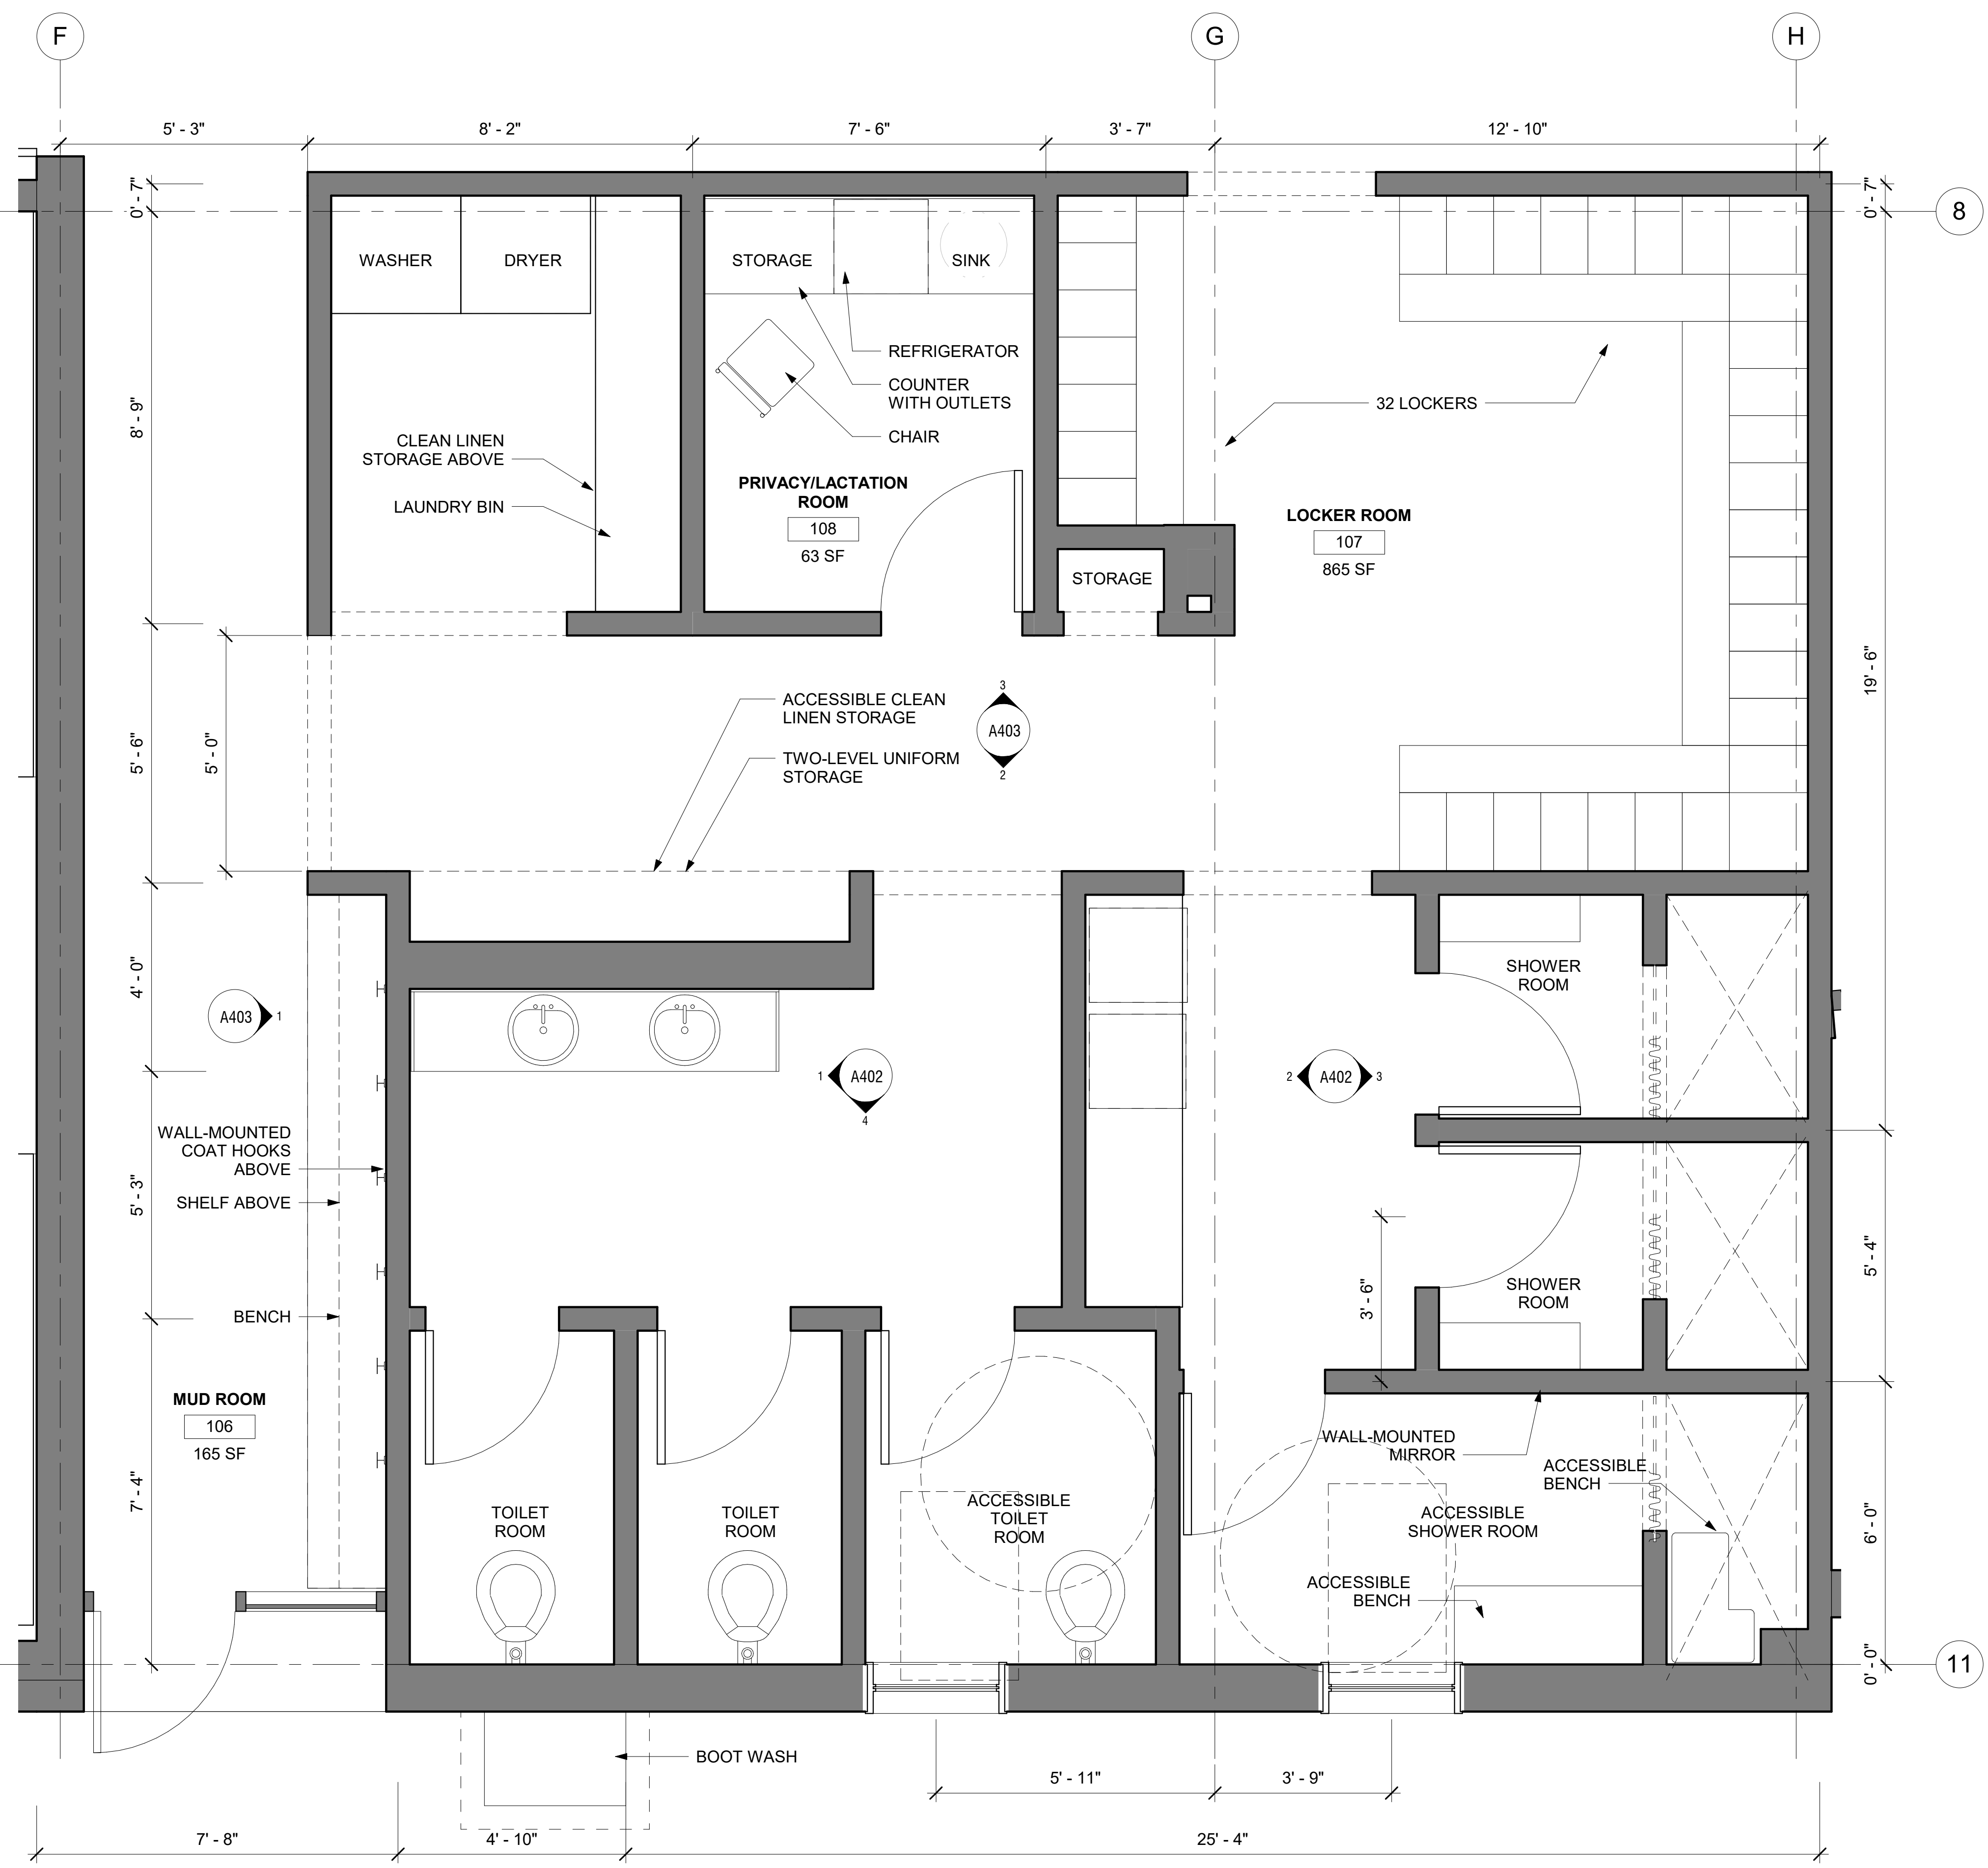 F
G
H
5' - 3"
8' - 2"
7' - 6"
3' - 7"
12' - 10"
0' - 7"
0' - 7"
8
WASHER
DRYER
STORAGE
SINK
REFRIGERATOR
COUNTER
WITH OUTLETS
CHAIR
32 LOCKERS
8' - 9"
CLEAN LINEN
STORAGE ABOVE
LAUNDRY BIN
PRIVACY/LACTATION
ROOM
108
63 SF
LOCKER ROOM
107
865 SF
STORAGE
19' - 6"
5' - 6"
5' - 0"
ACCESSIBLE CLEAN
LINEN STORAGE
TWO-LEVEL UNIFORM
STORAGE
3
A403
2
4' - 0"
A403
1
SHOWER
ROOM
1
A402
4
2
A402
3
WALL-MOUNTED
COAT HOOKS
ABOVE
SHELF ABOVE
BENCH
5' - 3"
3' - 6"
SHOWER
ROOM
5' - 4"
MUD ROOM
106
165 SF
7' - 4"
WALL-MOUNTED
MIRROR
ACCESSIBLE
BENCH
TOILET
ROOM
TOILET
ROOM
ACCESSIBLE
TOILET
ROOM
ACCESSIBLE
SHOWER ROOM
ACCESSIBLE
BENCH
6' - 0"
0' - 0"
11
BOOT WASH
5' - 11"
3' - 9"
7' - 8"
4' - 10"
25' - 4"